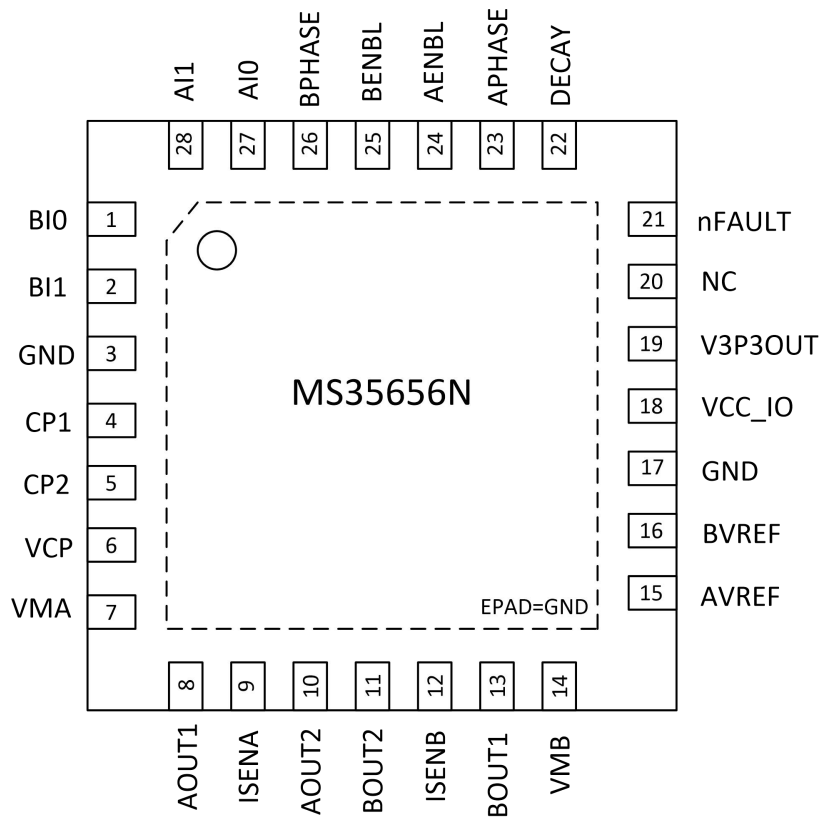 AI1
AI0
BPHASE
BENBL
AENBL
APHASE
DECAY
28
27
26
25
24
23
22
BI0 1
BI1 2
GND 3
CP1 4
CP2 5
VCP 6
VMA 7
MS35656N
EPAD=GND
21 nFAULT
20 NC
19 V3P3OUT
18 VCC_IO
17 GND
16 BVREF
15 AVREF
8
9
10
11
12
13
14
AOUT1
ISENA
AOUT2
BOUT2
ISENB
BOUT1
VMB